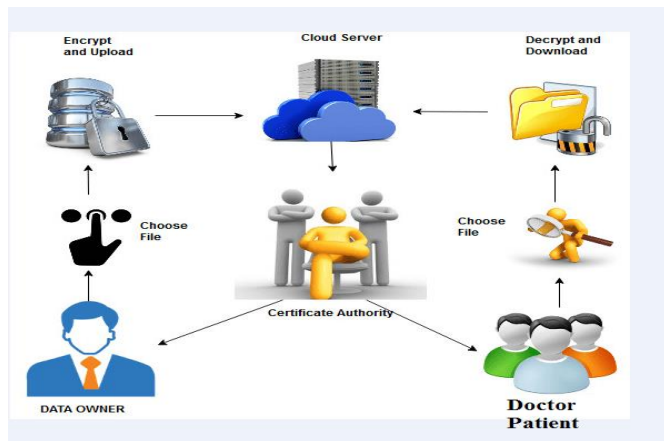 Encrypt
and Upload
Cloud Server
Decrypt and
Download
Choose
File
Choose
File
Certificate Authority
DATA OWNER
Doctor
Patient